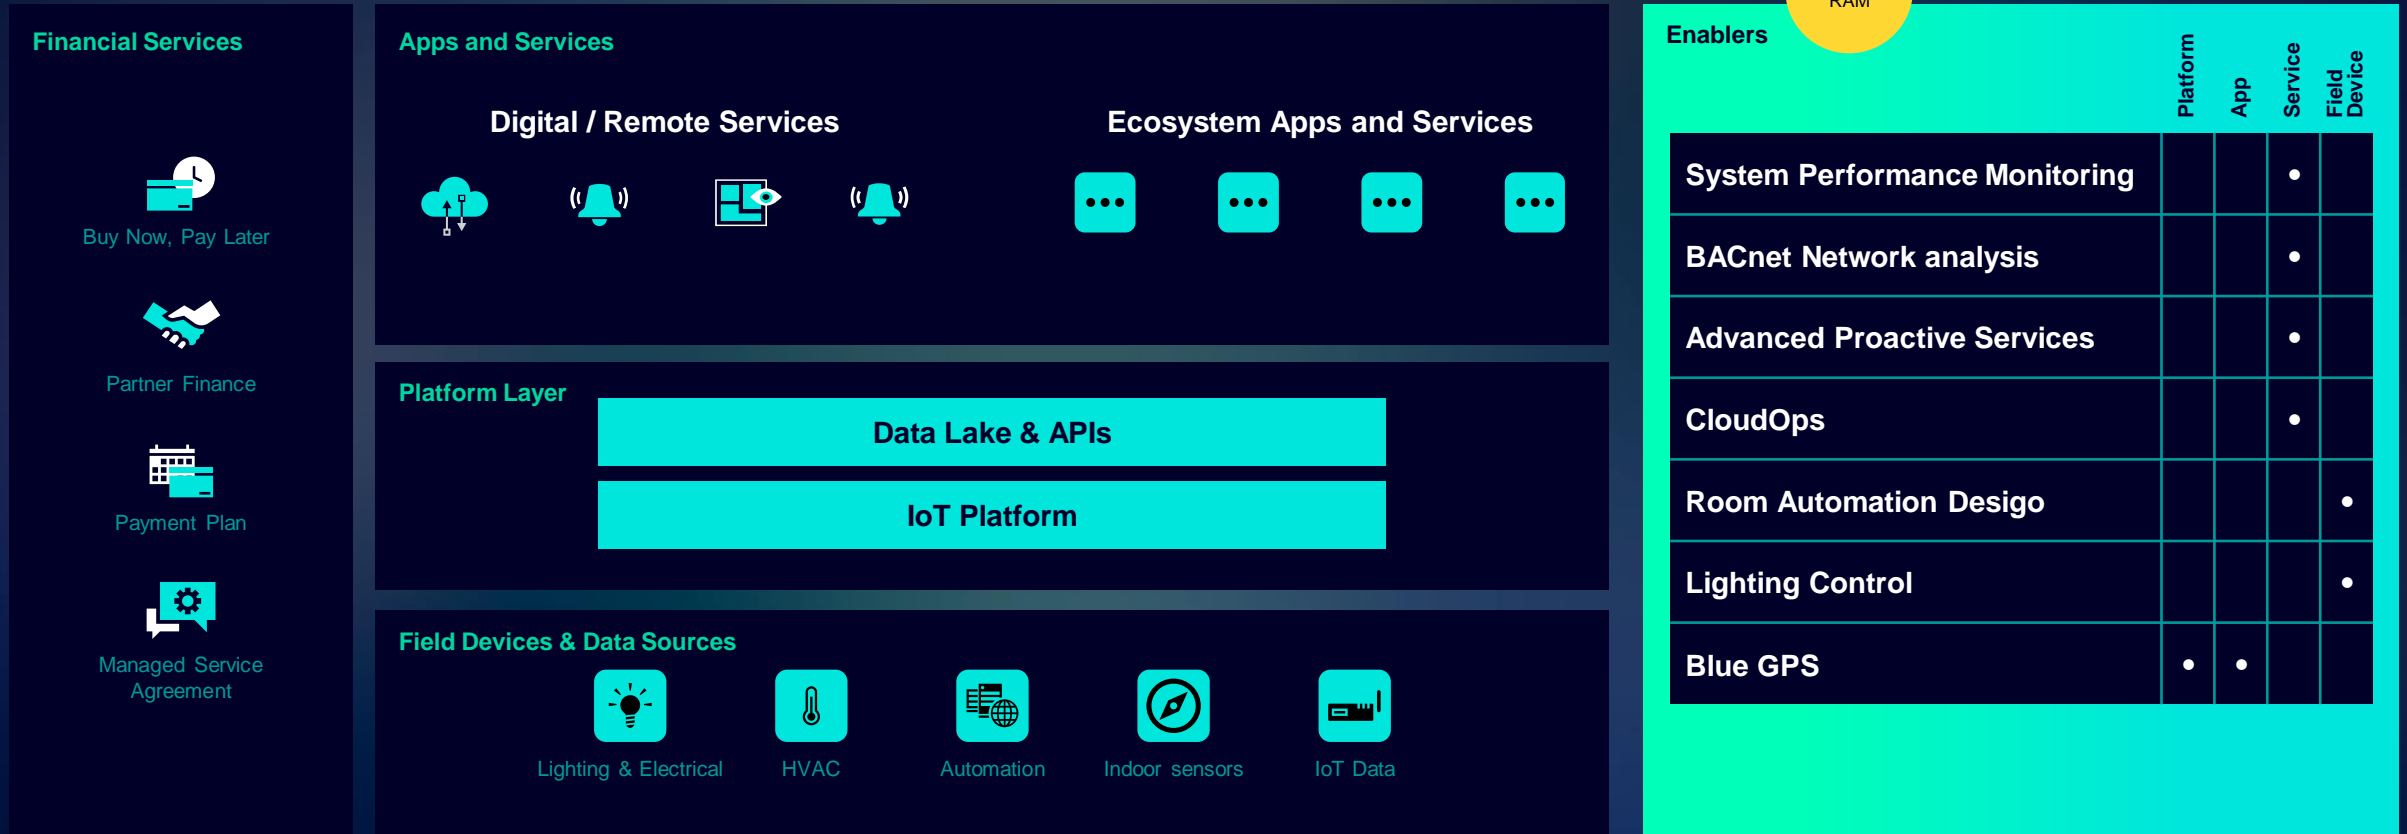 Financial Services
Buy Now, Pay Later
Partner Finance
Payment Plan
Managed Service
Agreement
Apps and Services
Digital / Remote Services
Ecosystem Apps and Services
Platform Layer
Data Lake & APIs
IoT Platform
Field Devices & Data Sources
Lighting & Electrical
HVAC
Automation
Indoor sensors
IoT Data
RAM
Enablers
Platform
App
Service
Field
Device
System Performance Monitoring
BACnet Network analysis
Advanced Proactive Services
CloudOps
Room Automation Desigo
Lighting Control
Blue GPS